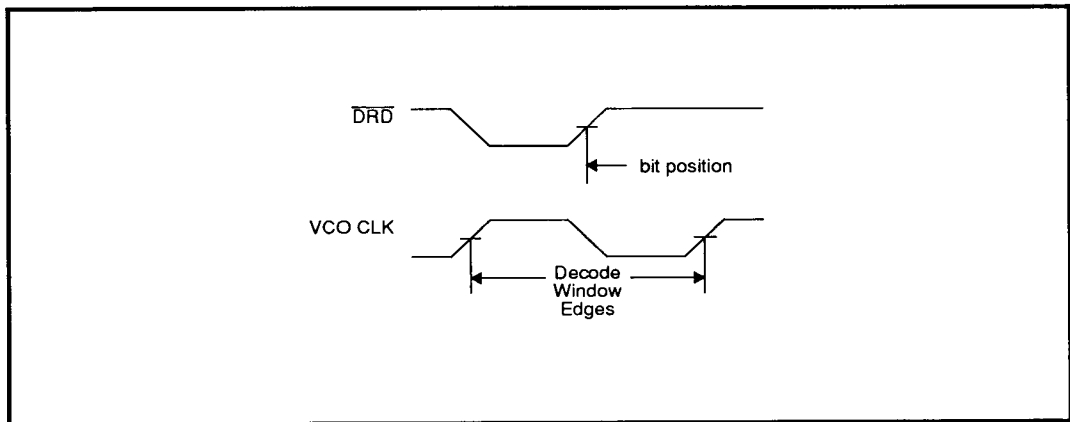 DRD
bit position
VCO CLK
Decode
Window
Edges